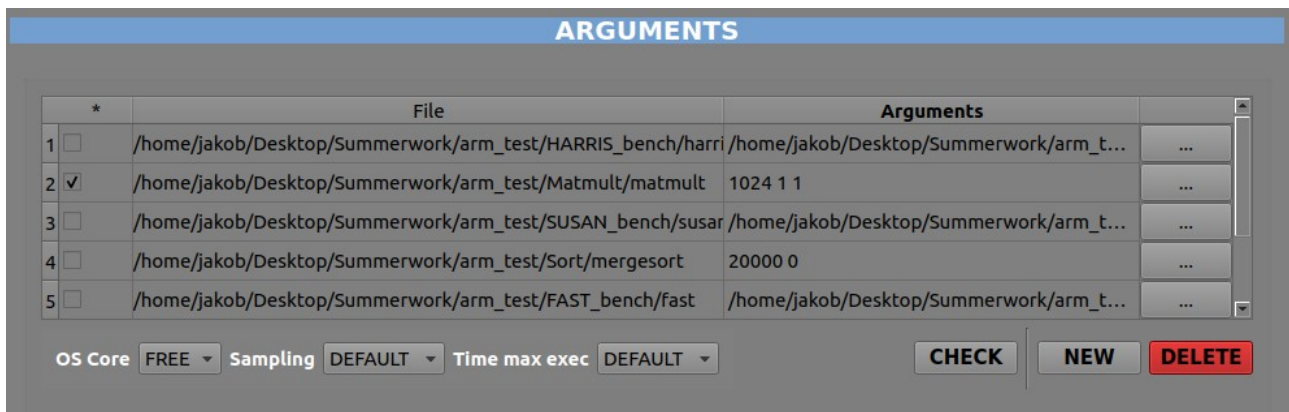 ARGUMENTS
* File Arguments
1 /home/jakob/Desktop/Summerwork/arm_test/HARRIS_bench/harri /home/jakob/Desktop/Summerwork/arm_t... ...
2 /home/jakob/Desktop/Summerwork/arm_test/Matmult/matmult 1024 1 1 ...
3 /home/jakob/Desktop/Summerwork/arm_test/SUSAN_bench/susan /home/jakob/Desktop/Summerwork/arm_t... ...
4 /home/jakob/Desktop/Summerwork/arm_test/Sort/mergesort 20000 0 ...
5 /home/jakob/Desktop/Summerwork/arm_test/FAST_bench/fast /home/jakob/Desktop/Summerwork/arm_t... ...
OS Core FREE Sampling DEFAULT Time max exec DEFAULT CHECK NEW DELETE